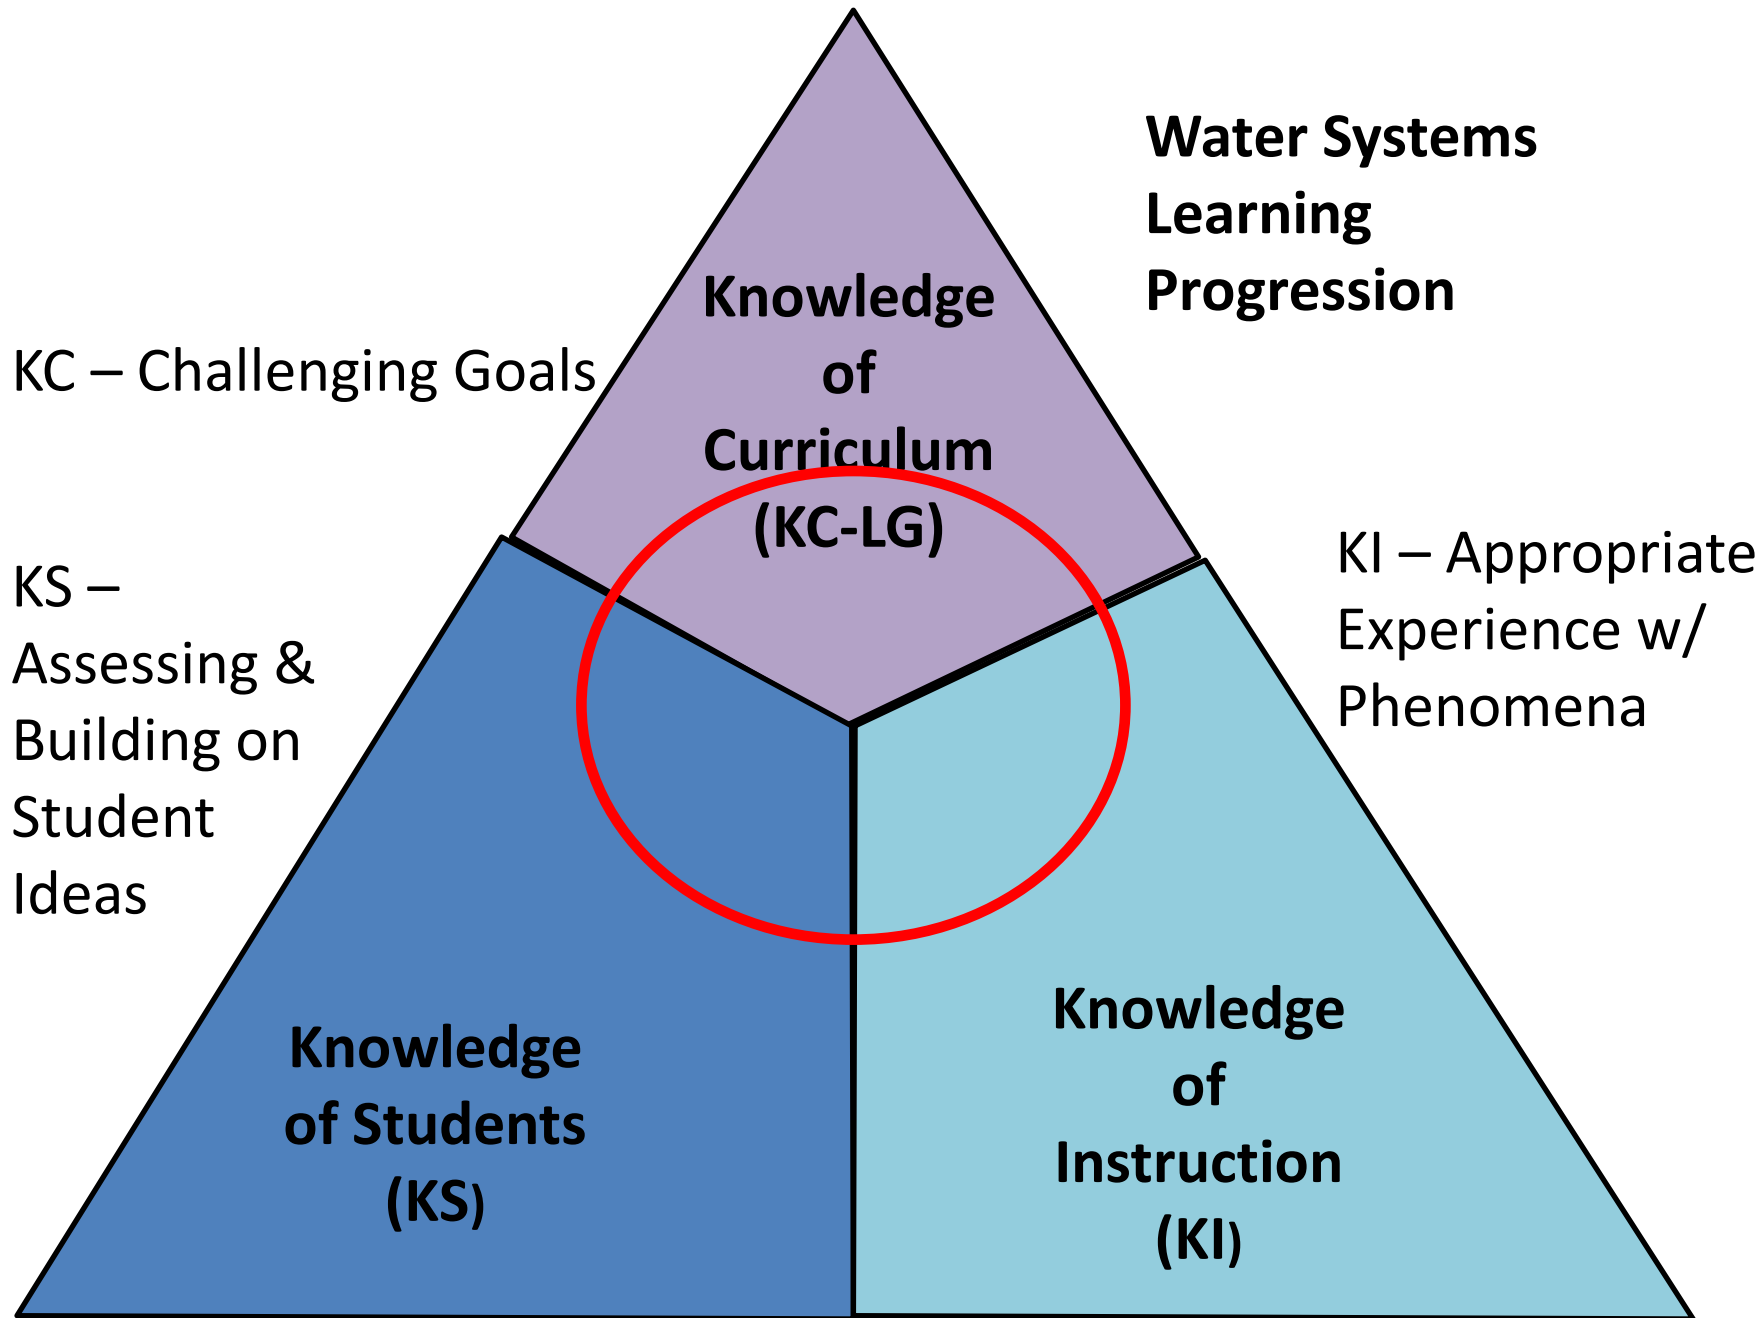 Water Systems
Learning
Progression
Knowledge
of
Curriculum
(KC-LG)
KC – Challenging Goals
KS –
Assessing &
Building on
Student
Ideas
KI – Appropriate
Experience w/
Phenomena
Knowledge
of Students
(KS)
Knowledge
of
Instruction
(KI)